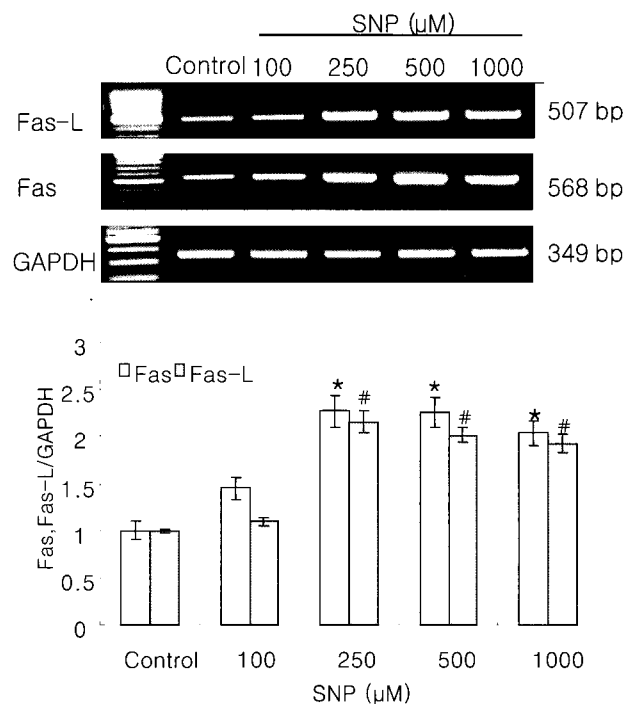 SNP (μM)
Control 100 250 500 1000
Fas-L 507 bp
Fas 568 bp
GAPDH 349 bp
3
Fas Fas-L
2.5
2
1.5
1
0.5
0
Fas,Fas-L/GAPDH
* # * # * #
Control 100 250 500 1000
SNP (μM)